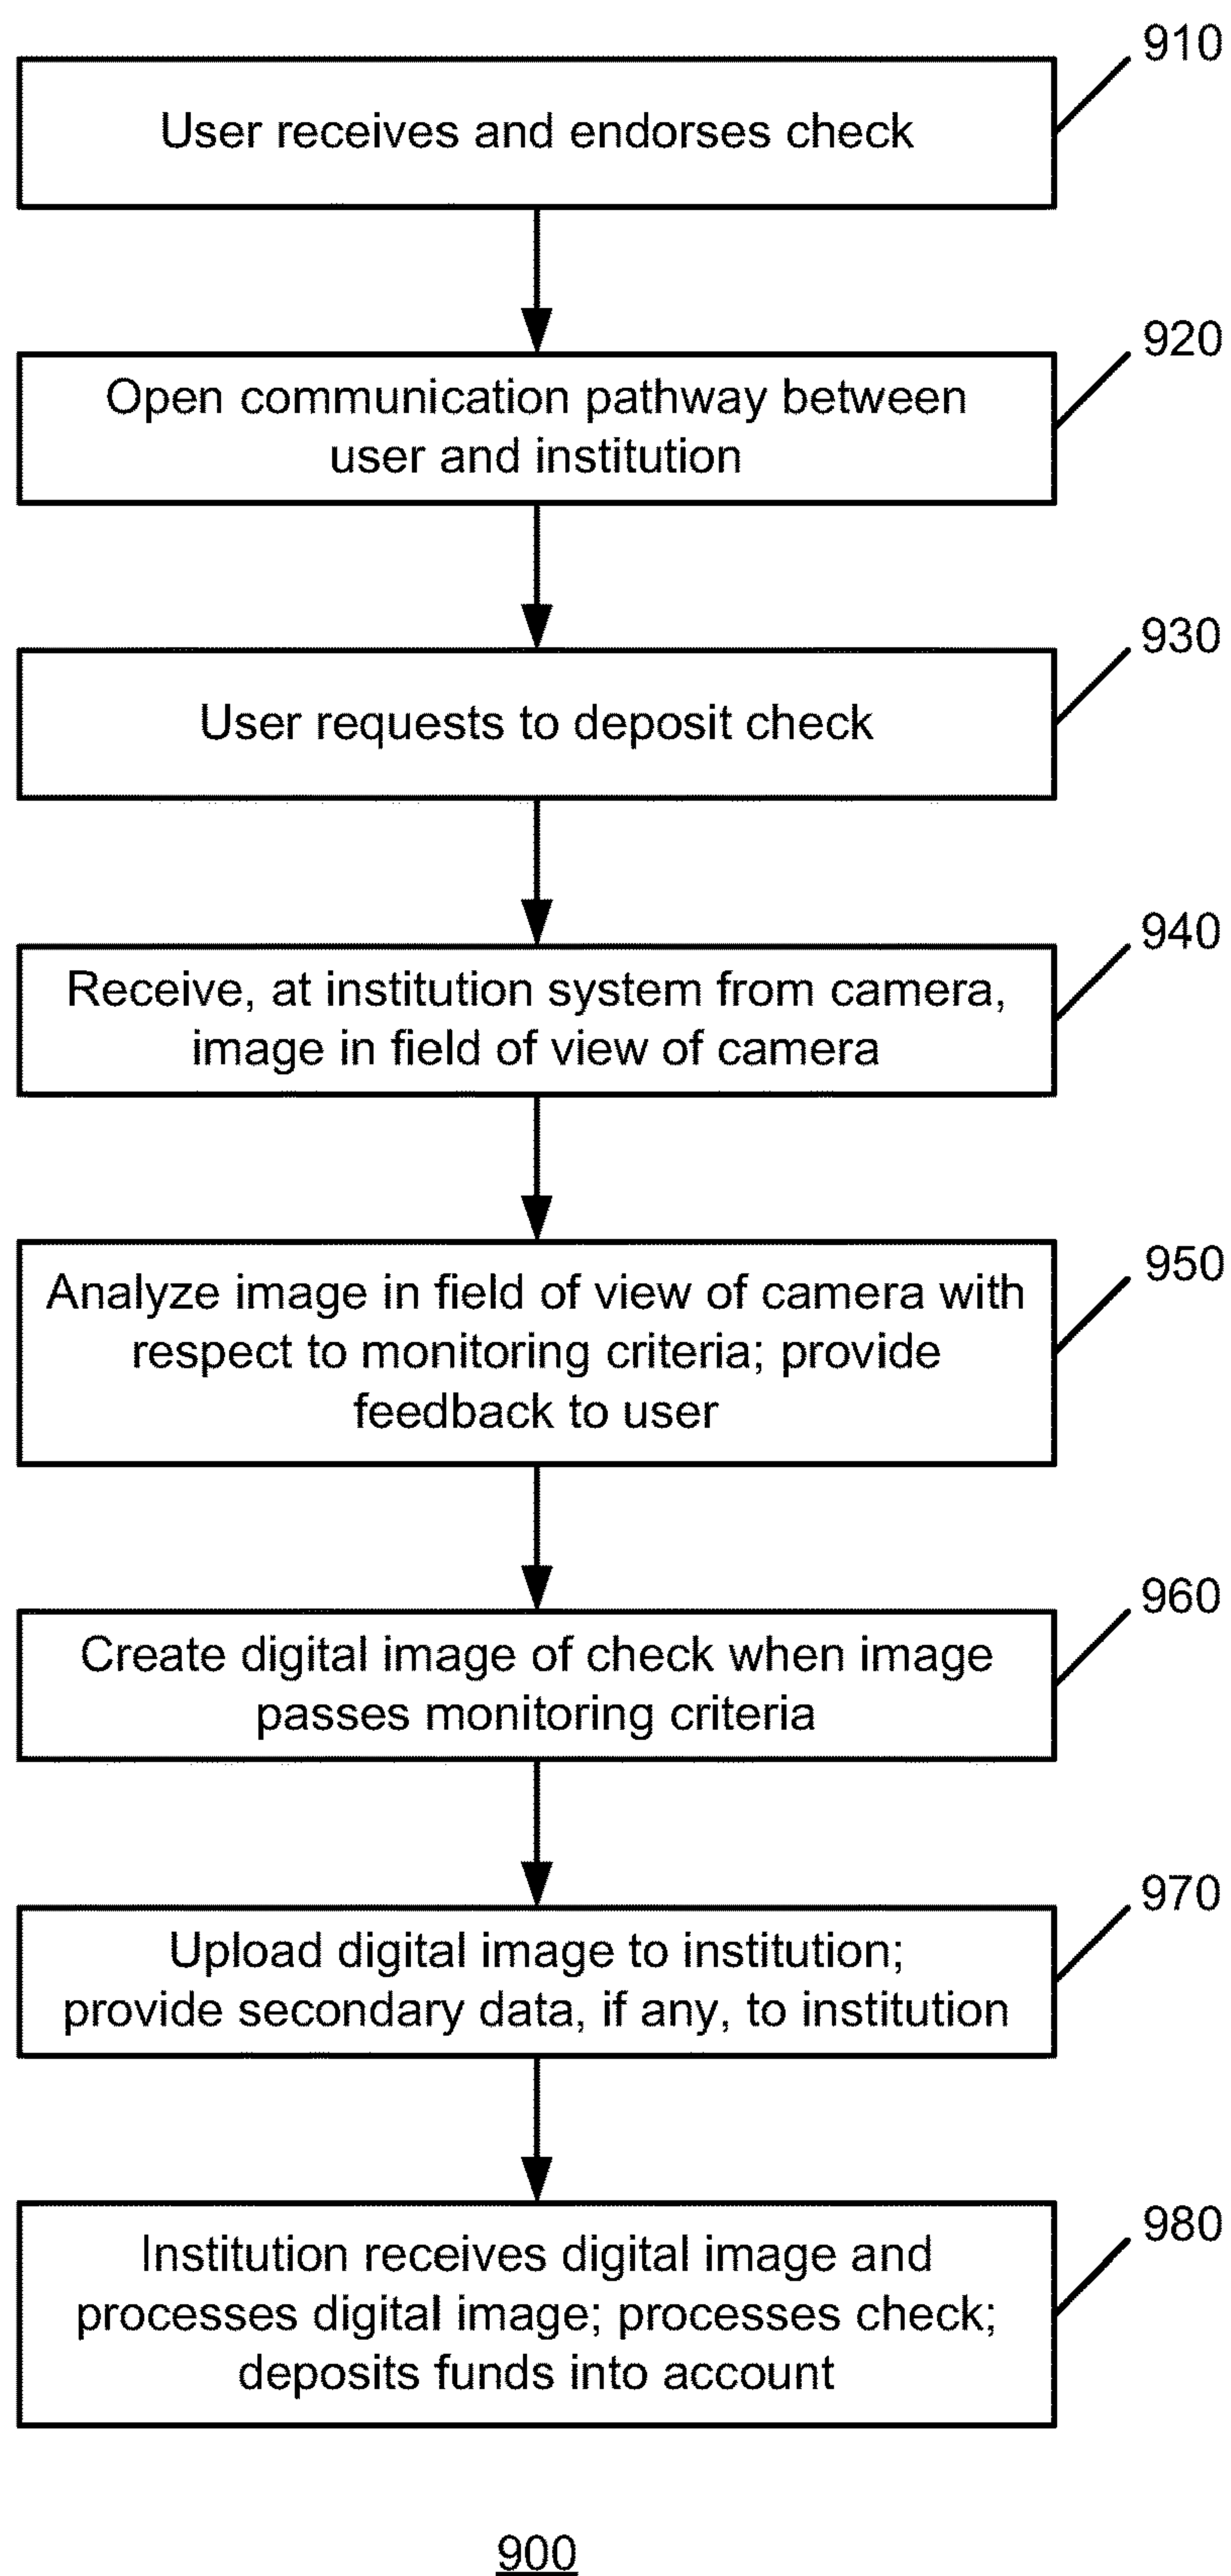 910
User receives and endorses check
920
Open communication pathway between
user and institution
930
User requests to deposit check
940
Receive, at institution system from camera,
image in field of view of camera
950
Analyze image in field of view of camera with
respect to monitoring criteria; provide
feedback to user
960
Create digital image of check when image
passes monitoring criteria
970
Upload digital image to institution;
provide secondary data, if any, to institution
980
Institution receives digital image and
processes digital image; processes check;
deposits funds into account
900